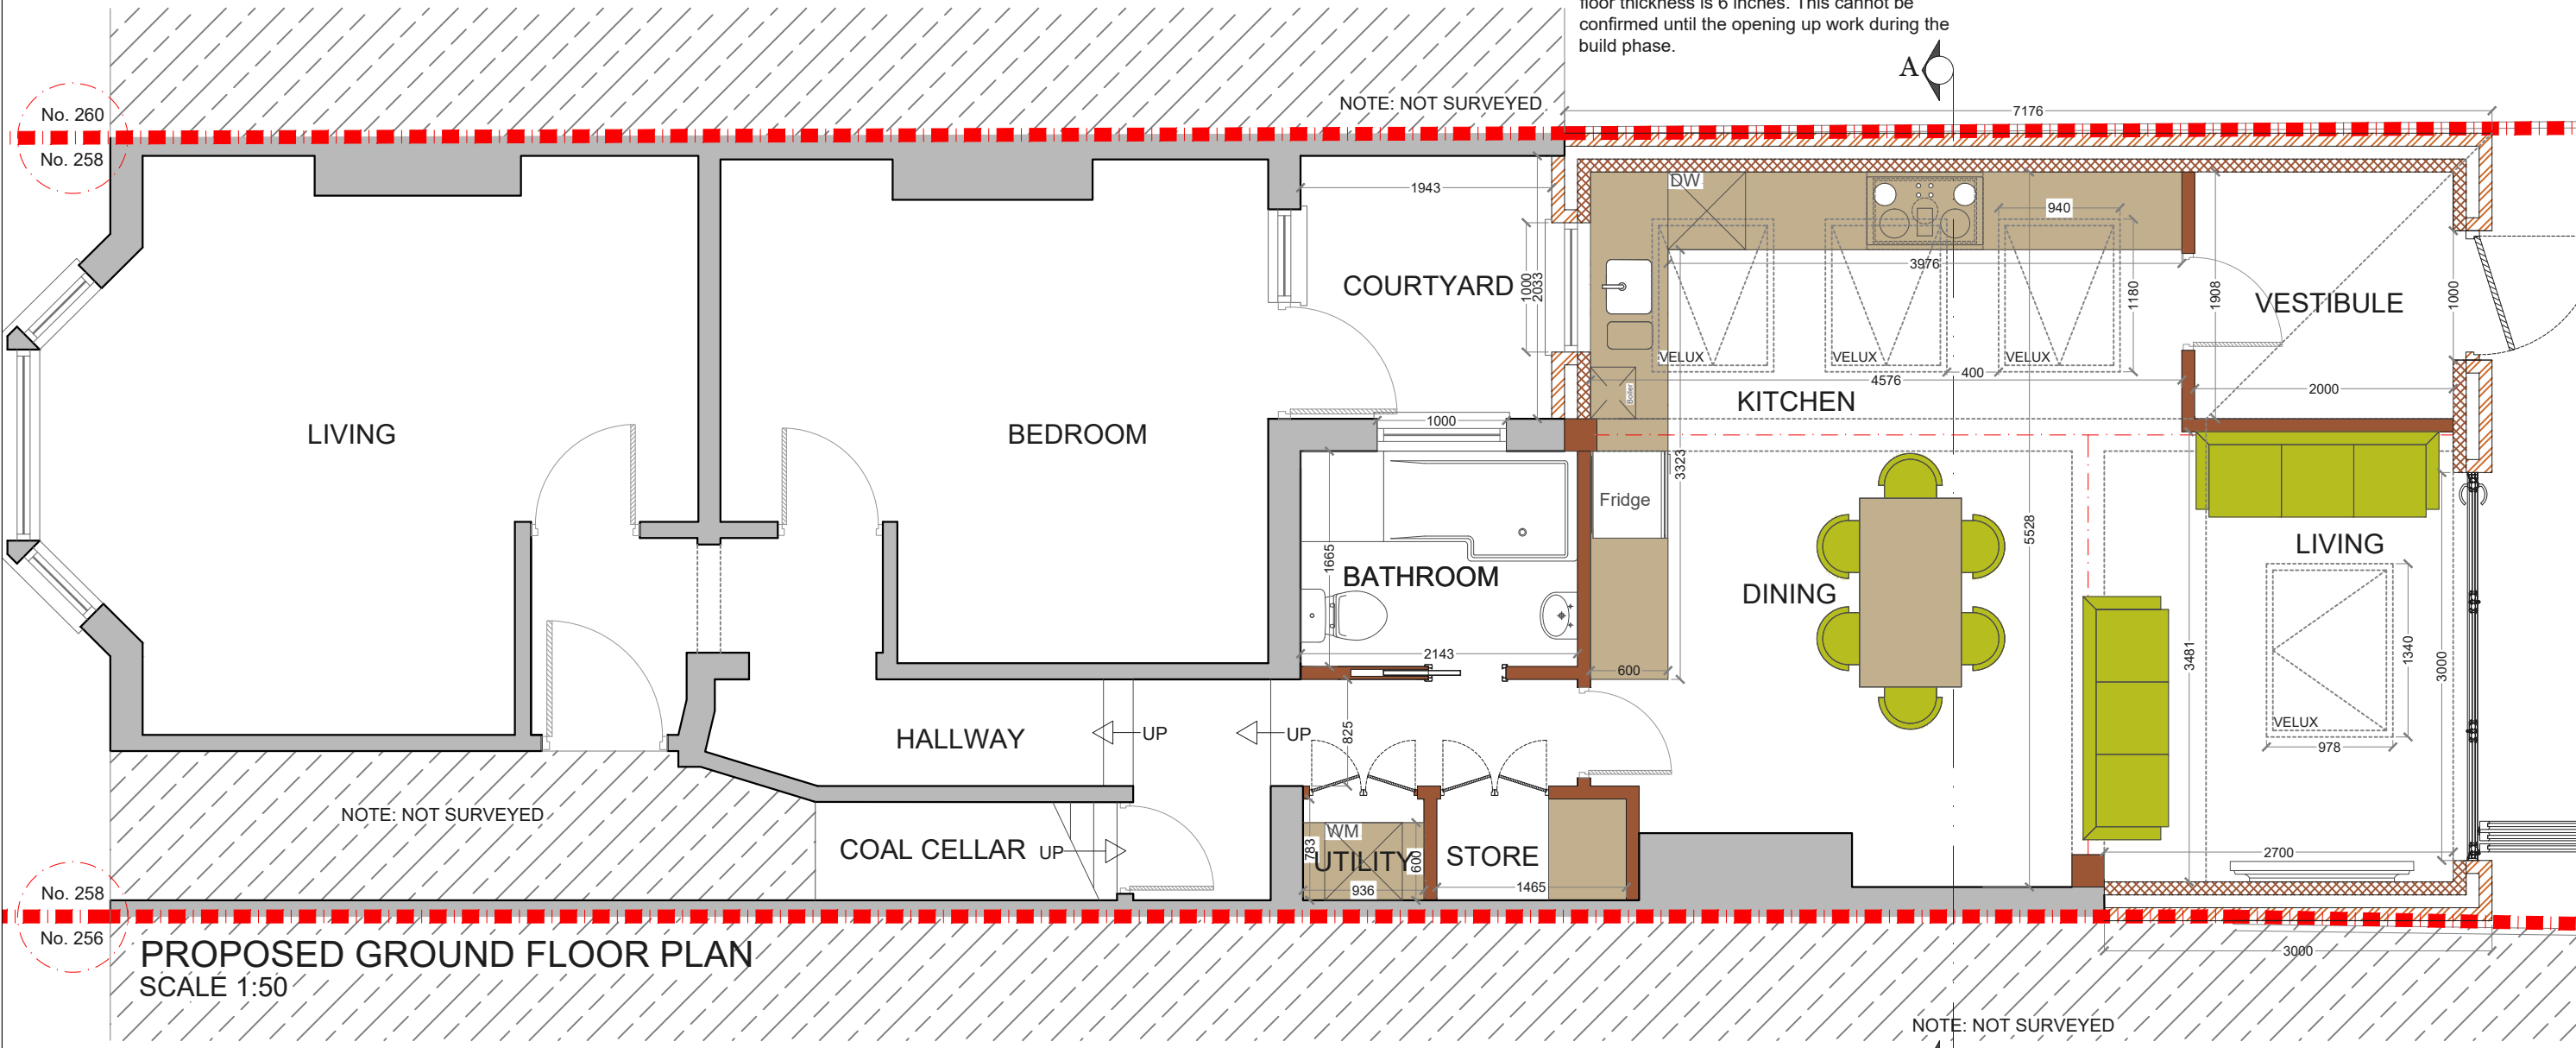 floor thickness is 6 inches. This cannot be
confirmed until the opening up work during the
build phase.
A
No. 260
NOTE: NOT SURVEYED
7176
No. 258
DW
1943
940
COURTYARD
1000
2033
3976
1180
1908
VESTIBULE
1000
VELUX
VELUX
VELUX
400
4576
2000
KITCHEN
Boiler
LIVING
BEDROOM
1000
3323
Fridge
5528
LIVING
1665
BATHROOM
DINING
2143
600
3481
1340
3000
VELUX
978
HALLWAY
UP
UP
825
NOTE: NOT SURVEYED
COAL CELLAR
UP
WM
783
UTILITY
600
STORE
2700
936
1465
No. 258
No. 256
PROPOSED GROUND FLOOR PLAN
SCALE 1:50
3000
NOTE: NOT SURVEYED